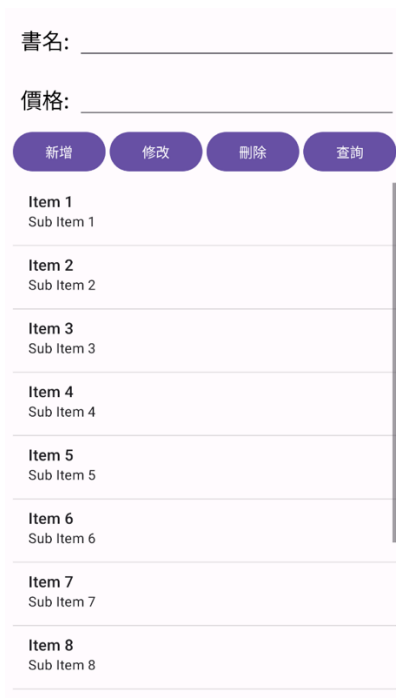 書名:
價格:
新增 修改 刪除 查詢
Item 1
Sub Item 1
Item 2
Sub Item 2
Item 3
Sub Item 3
Item 4
Sub Item 4
Item 5
Sub Item 5
Item 6
Sub Item 6
Item 7
Sub Item 7
Item 8
Sub Item 8